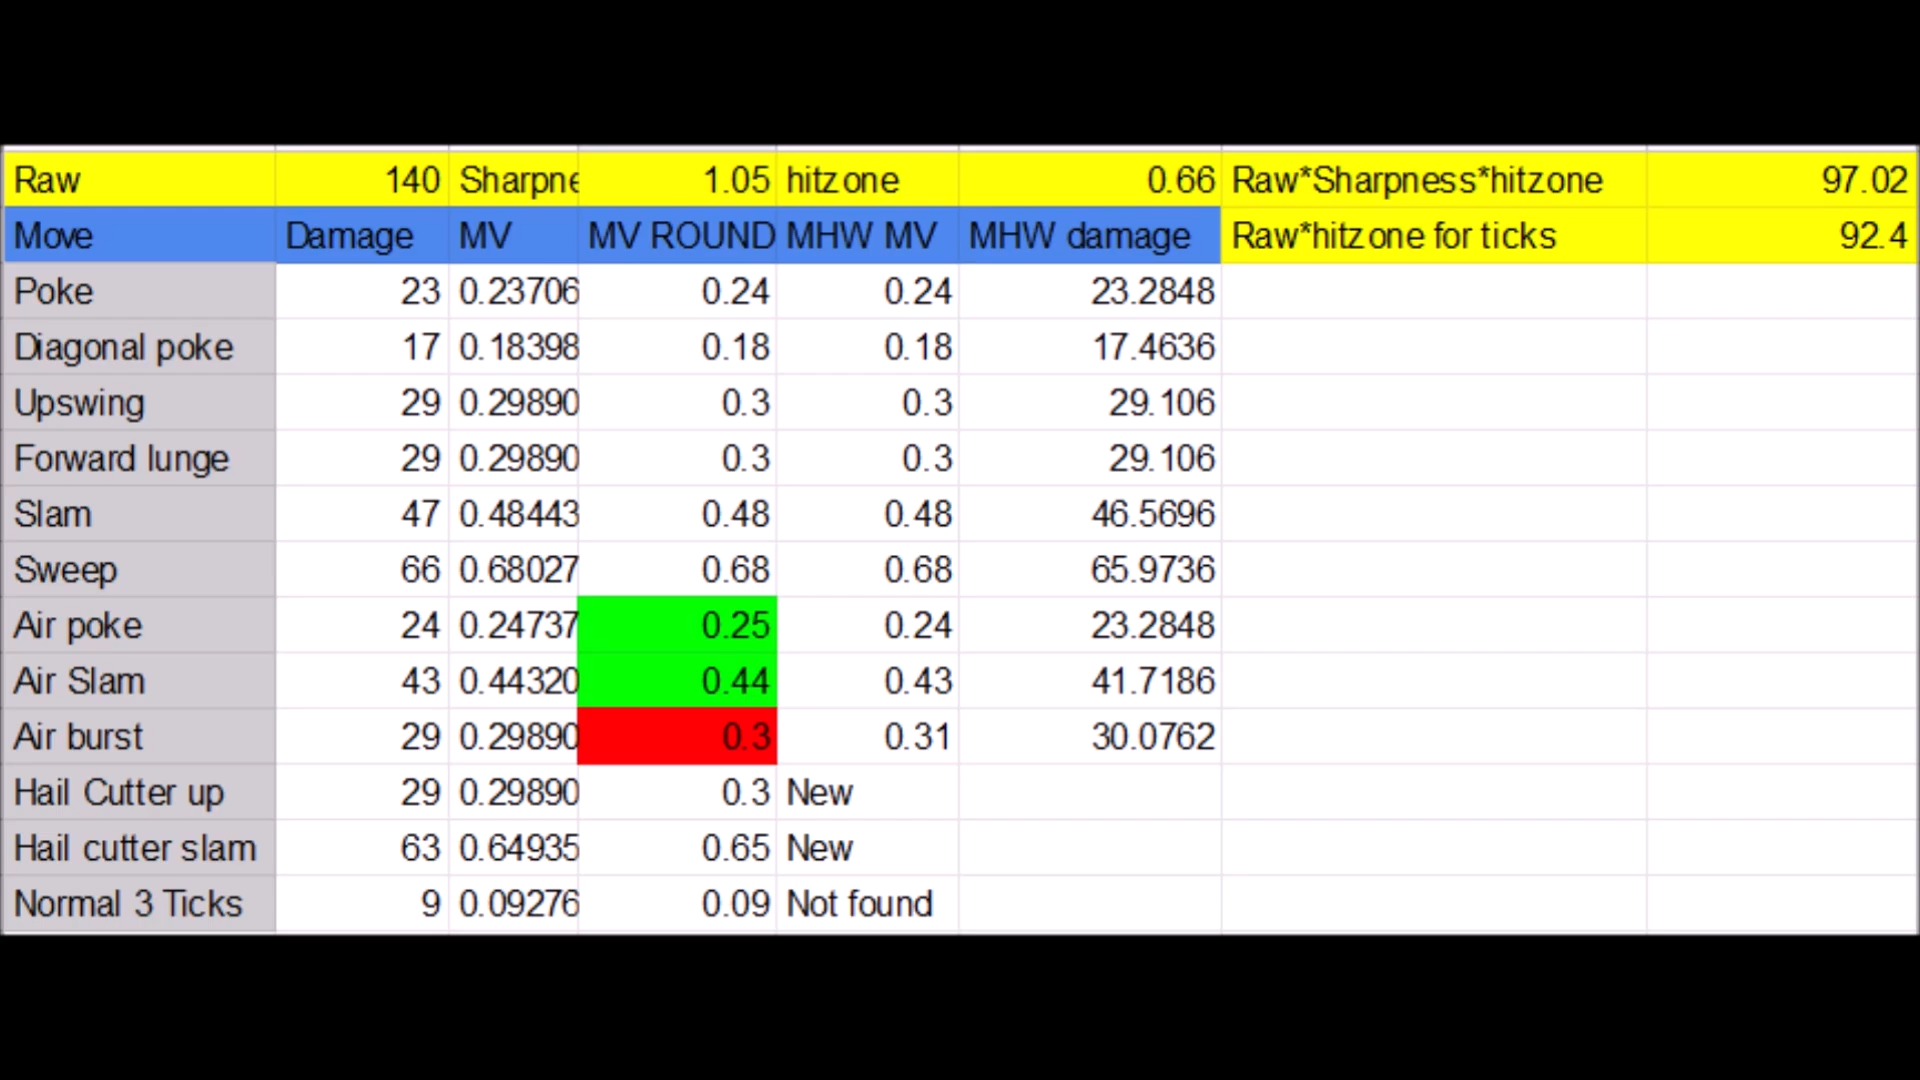 Raw 140 Sharpne 1.05 hitzone 0.66 Raw*Sharpness*hitzone 97.02
Move Damage MV MV ROUND MHW MV MHW damage Raw*hitzone for ticks 92.4
Poke 23 0.23706 0.24 0.24 23.2848
Diagonal poke 17 0.18398 0.18 0.18 17.4636
Upswing 29 0.29890 0.3 0.3 29.106
Forward lunge 29 0.29890 0.3 0.3 29.106
Slam 47 0.48443 0.48 0.48 46.5696
Sweep 66 0.68027 0.68 0.68 65.9736
Air poke 24 0.24737 0.25 0.24 23.2848
Air Slam 43 0.44320 0.44 0.43 41.7186
Air burst 29 0.29890 0.3 0.31 30.0762
Hail Cutter up 29 0.29890 0.3 New
Hail cutter slam 63 0.64935 0.65 New
Normal 3 Ticks 9 0.09276 0.09 Not found